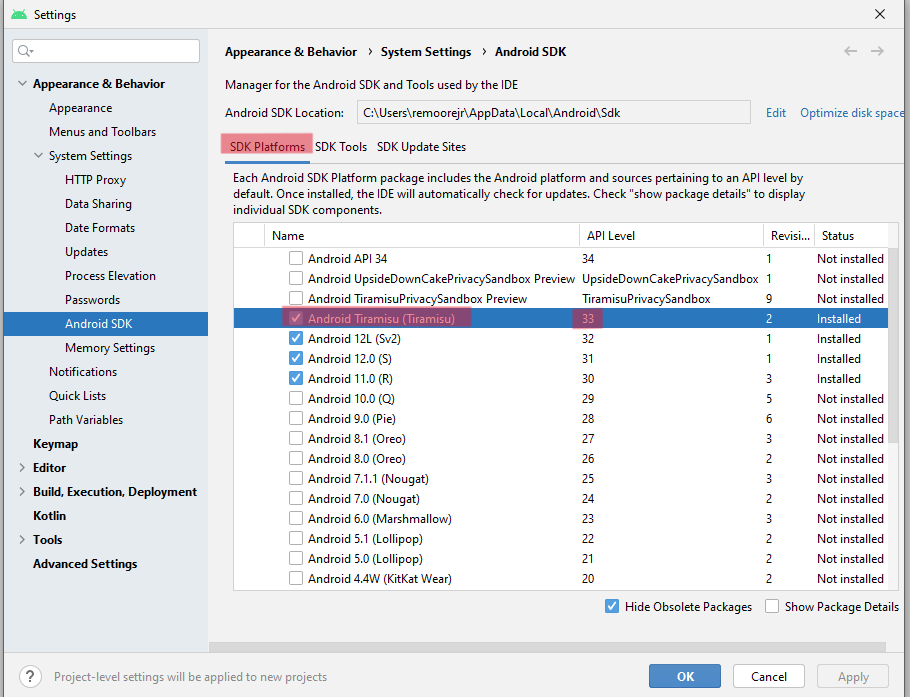 Settings
Appearance & Behavior
Appearance
Menus and Toolbars
System Settings
HTTP Proxy
Data Sharing
Date Formats
Updates
Process Elevation
Passwords
Android SDK
Memory Settings
Notifications
Quick Lists
Path Variables
Keymap
Editor
Build, Execution, Deployment
Kotlin
Tools
Advanced Settings
Appearance & Behavior › System Settings › Android SDK
Manager for the Android SDK and Tools used by the IDE
Android SDK Location: C:\Users\remoorejr\AppData\Local\Android\Sdk Edit Optimize disk space
SDK Platforms SDK Tools SDK Update Sites
Each Android SDK Platform package includes the Android platform and sources pertaining to an API level by
default. Once installed, the IDE will automatically check for updates. Check "show package details" to display
individual SDK components.
Name API Level Revisi... Status
Android API 34 34 1 Not installed
Android UpsideDownCakePrivacySandbox Preview UpsideDownCakePrivacySandbox 1 Not installed
Android TiramisuPrivacySandbox Preview TiramisuPrivacySandbox 9 Not installed
Android Tiramisu (Tiramisu) 33 2 Installed
Android 12L (Sv2) 32 1 Installed
Android 12.0 (S) 31 1 Installed
Android 11.0 (R) 30 3 Installed
Android 10.0 (Q) 29 5 Not installed
Android 9.0 (Pie) 28 6 Not installed
Android 8.1 (Oreo) 27 3 Not installed
Android 8.0 (Oreo) 26 2 Not installed
Android 7.1.1 (Nougat) 25 3 Not installed
Android 7.0 (Nougat) 24 2 Not installed
Android 6.0 (Marshmallow) 23 3 Not installed
Android 5.1 (Lollipop) 22 2 Not installed
Android 5.0 (Lollipop) 21 2 Not installed
Android 4.4W (KitKat Wear) 20 2 Not installed
Hide Obsolete Packages Show Package Details
? Project-level settings will be applied to new projects OK Cancel Apply